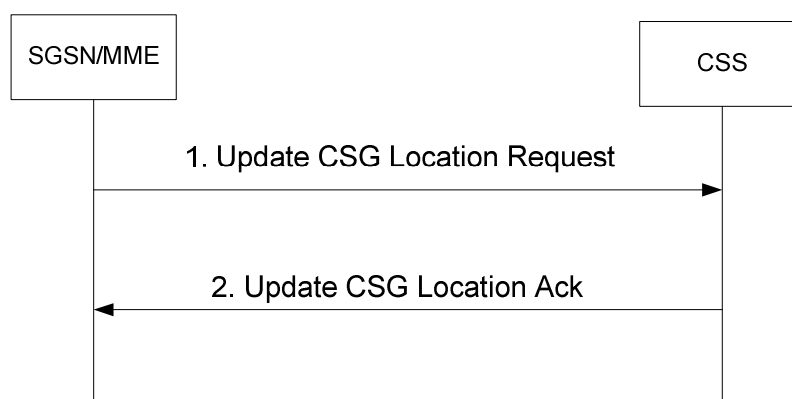 SGSN/MME
CSS
1. Update CSG Location Request
2. Update CSG Location Ack